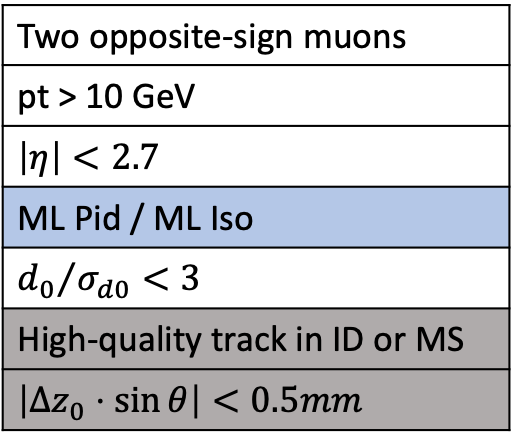 Two opposite-sign muons
pt > 10 GeV
|η| < 2.7
ML Pid / ML Iso
d₀/σ_d0 < 3
High-quality track in ID or MS
|Δz₀ · sin θ| < 0.5mm